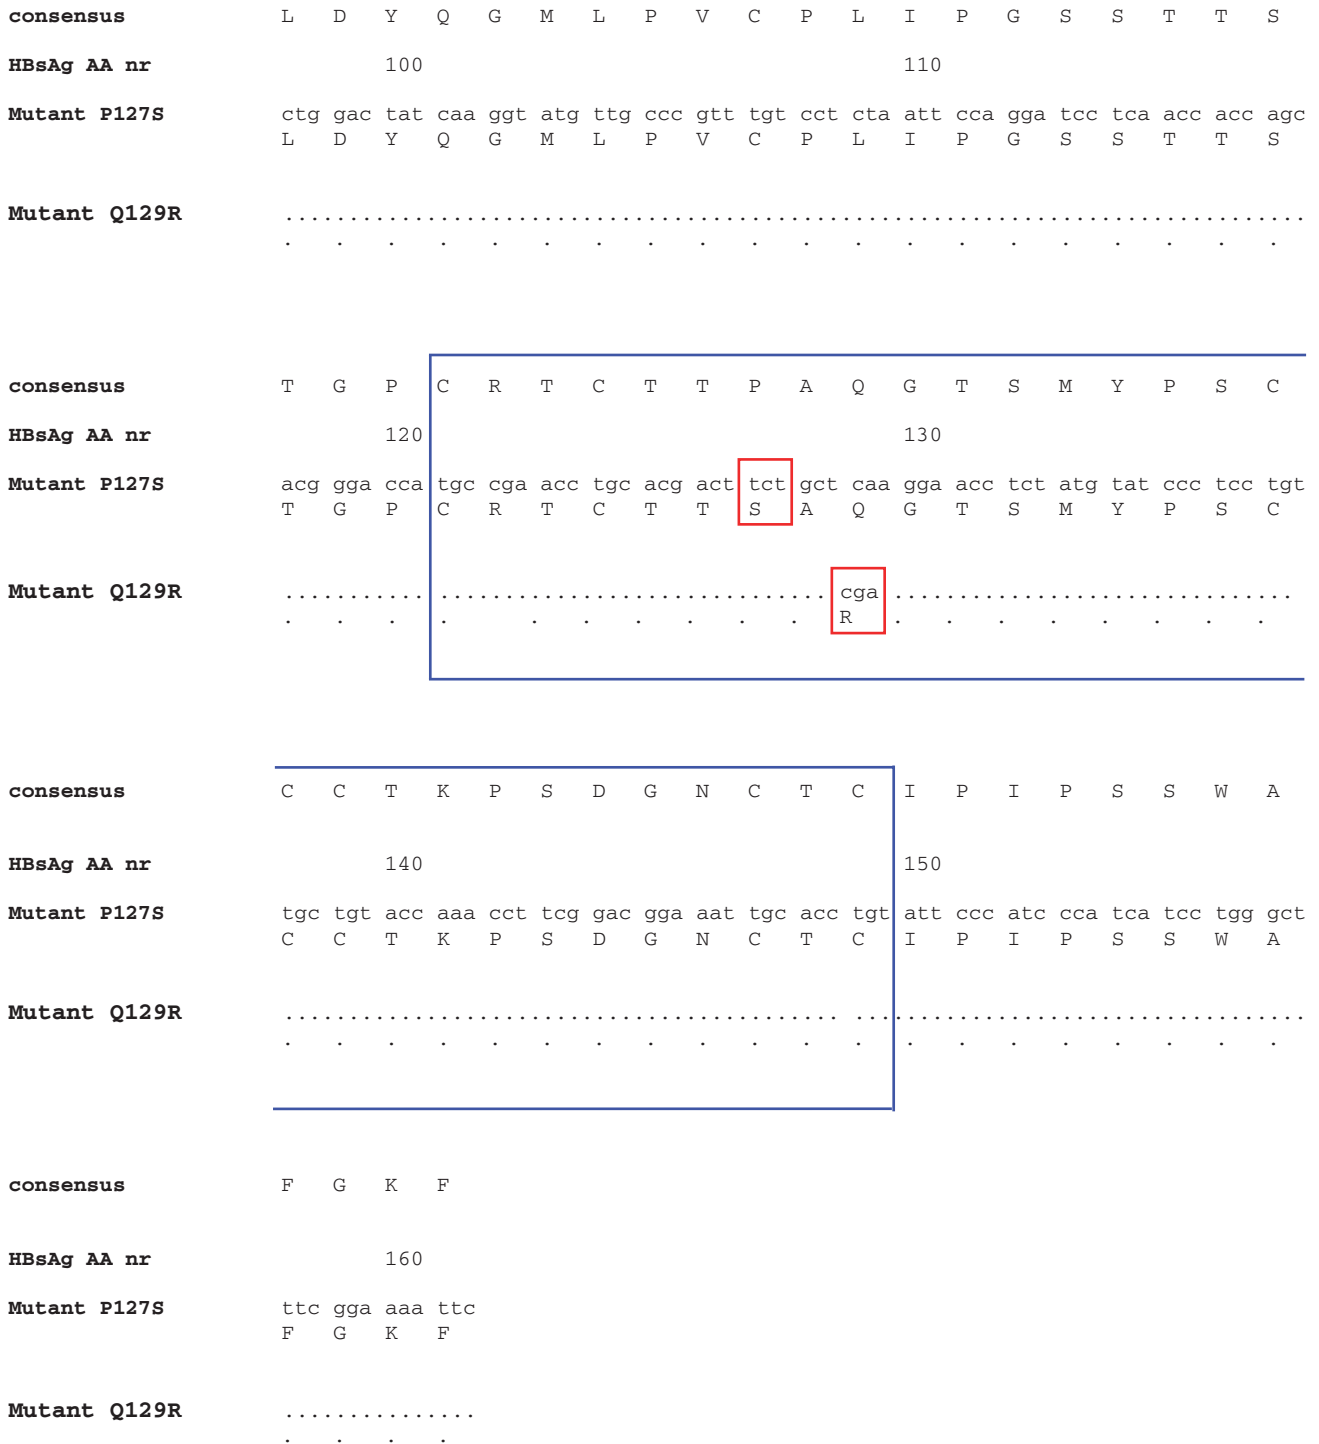 consensus L D Y Q G M L P V C P L I P G S S T T S
HBsAg AA nr 100 110
Mutant P127S ctg gac tat caa ggt atg ttg ccc gtt tgt cct cta att cca gga tcc tca acc acc agc
L D Y Q G M L P V C P L I P G S S T T S
Mutant Q129R ...............................................................................
. . . . . . . . . . . . . . . . . . . .
consensus T G P C R T C T T P A Q G T S M Y P S C
HBsAg AA nr 120 130
Mutant P127S acg gga cca tgc cga acc tgc acg act tct gct caa gga acc tct atg tat ccc tcc tgt
T G P C R T C T T S A Q G T S M Y P S C
Mutant Q129R ........... .............................. cga ...............................
. . . . . . . . . . R . . . . . . . .
consensus C C T K P S D G N C T C I P I P S S W A
HBsAg AA nr 140 150
Mutant P127S tgc tgt acc aaa cct tcg gac gga aat tgc acc tgt att ccc atc cca tca tcc tgg gct
C C T K P S D G N C T C I P I P S S W A
Mutant Q129R ........................................... ...................................
. . . . . . . . . . . . . . . . . . . .
consensus F G K F
HBsAg AA nr 160
Mutant P127S ttc gga aaa ttc
F G K F
Mutant Q129R ...............
. . . .